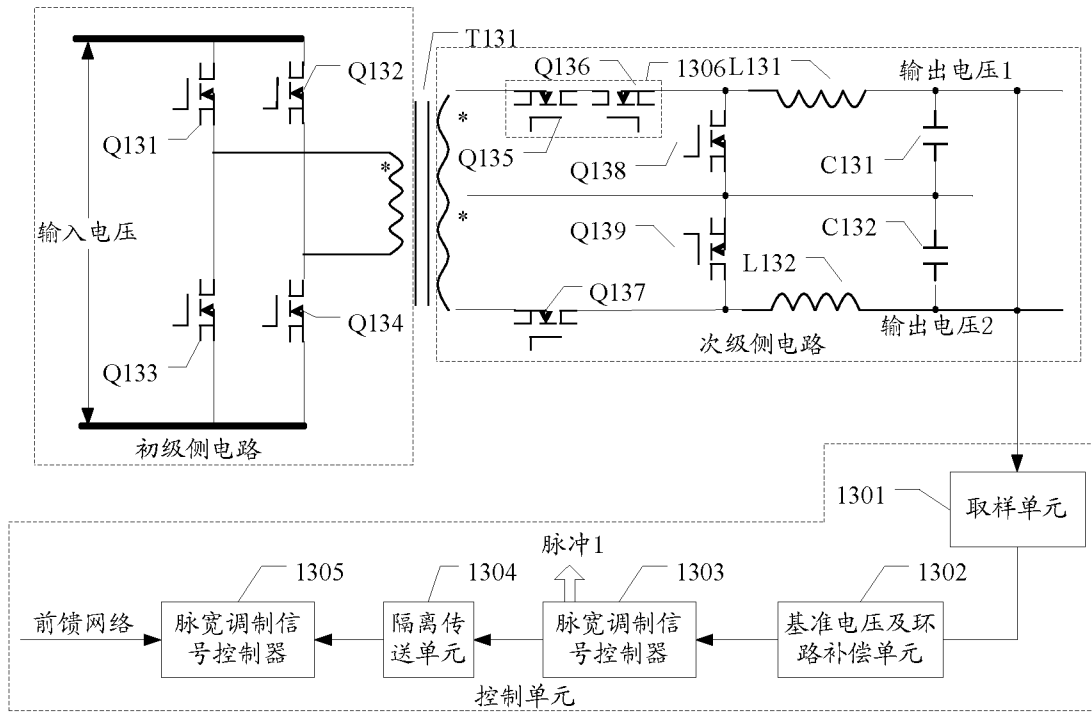 T131
Q132
Q131
*
输入电压
Q133
Q134
初级侧电路
Q136
1306
L131
输出电压1
*
Q135
Q138
C131
*
Q139
C132
L132
Q137
输出电压2
次级侧电路
1301
取样单元
脉冲1
1305
1304
1303
1302
前馈网络
脉宽调制信
号控制器
隔离传
送单元
脉宽调制信
号控制器
基准电压及环
路补偿单元
控制单元